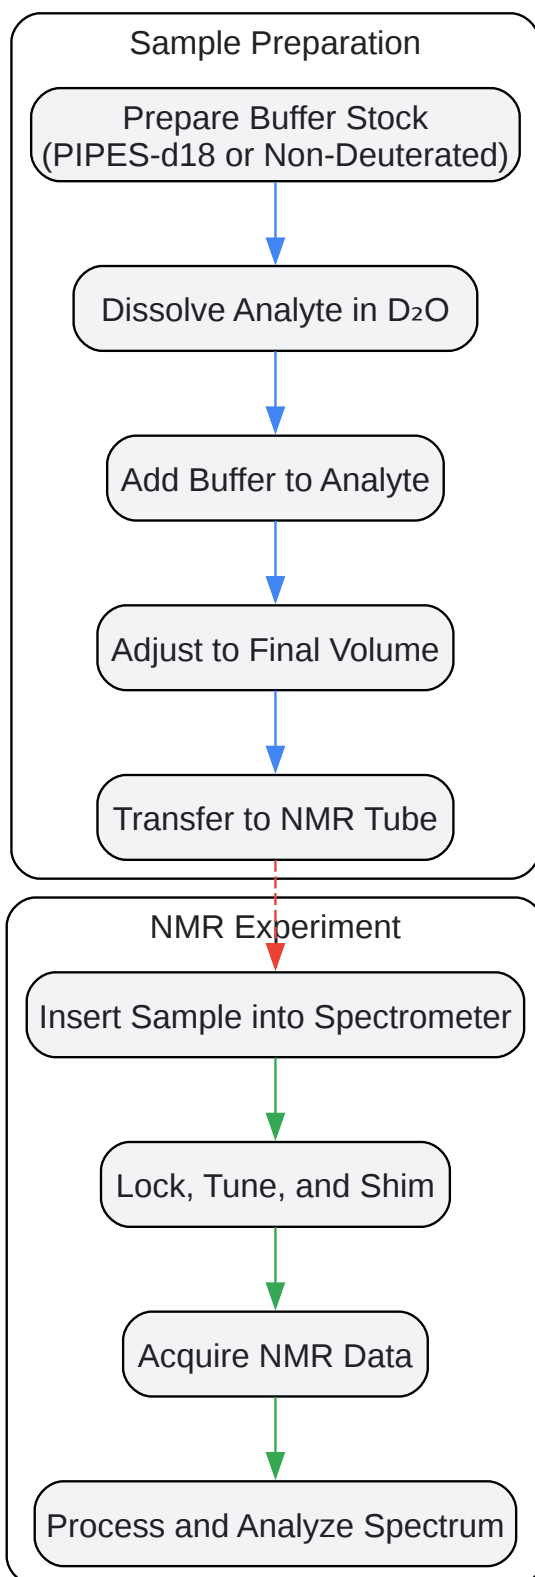 Sample Preparation
Prepare Buffer Stock
(PIPES-d18 or Non-Deuterated)
Dissolve Analyte in D₂O
Add Buffer to Analyte
Adjust to Final Volume
Transfer to NMR Tube
NMR Experiment
Insert Sample into Spectrometer
Lock, Tune, and Shim
Acquire NMR Data
Process and Analyze Spectrum